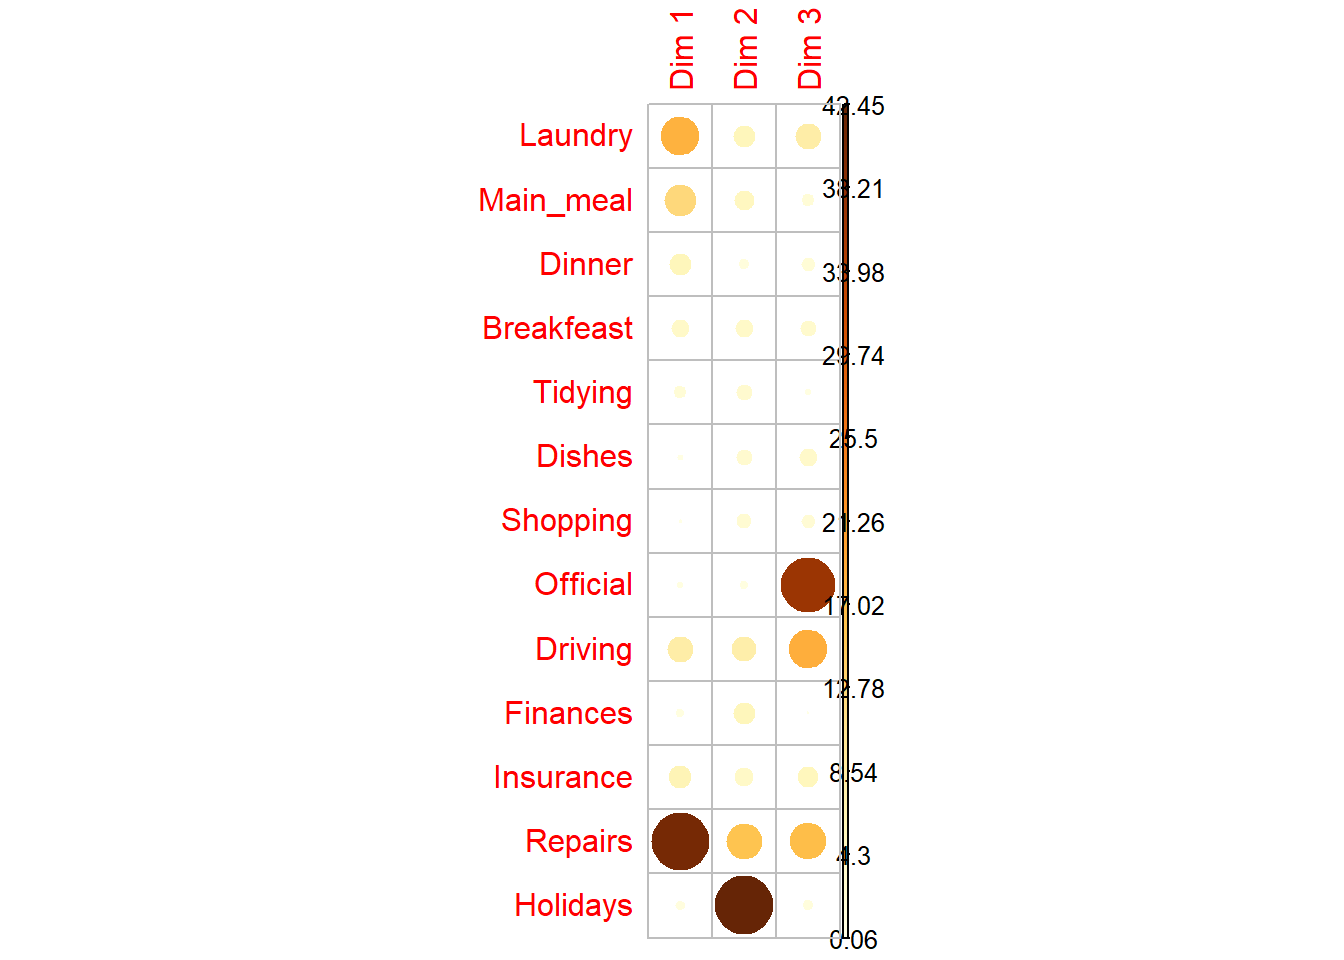 Dim 1 Dim 2 Dim 3
42.45
Laundry
38.21
Main_meal
Dinner
33.98
Breakfeast
29.74
Tidying
25.5
Dishes
Shopping
21.26
Official
17.02
Driving
12.78
Finances
8.54
Insurance
Repairs
4.3
Holidays
0.06